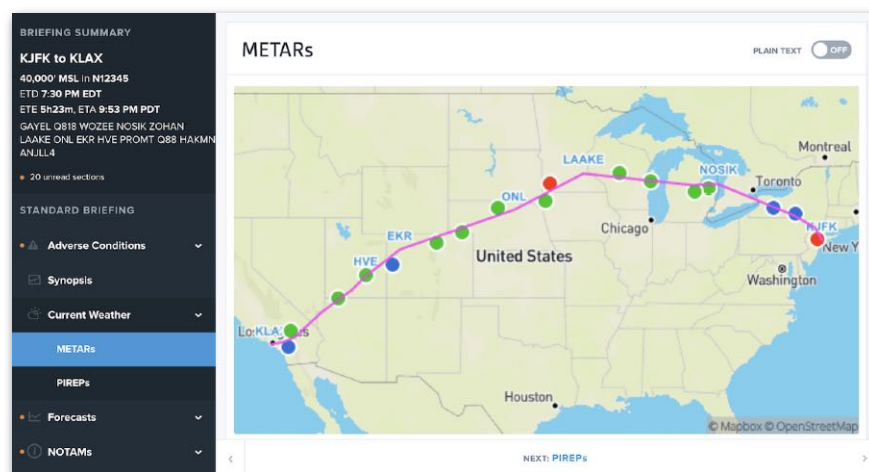 BRIEFING SUMMARY
KJFK to KLAX
40,000' MSL in N12345
ETD 7:30 PM EDT
ETE 5h23m, ETA 9:53 PM PDT
GAYEL Q818 WOZEE NOSIK ZOHAN
LAAKE ONL EKR HVE PROMT Q88 HAKMN
ANJLL4
20 unread sections
STANDARD BRIEFING
Adverse Conditions
Synopsis
Current Weather
METARs
PIREPs
Forecasts
NOTAMs
METARs
PLAIN TEXT OFF
Montreal
LAAKE
NOSIK
Toronto
ONL
Chicago
KJFK
EKR
New Y
United States
HVE
Washington
KLA
Houston
© Mapbox © OpenStreetMap
NEXT: PIREPs